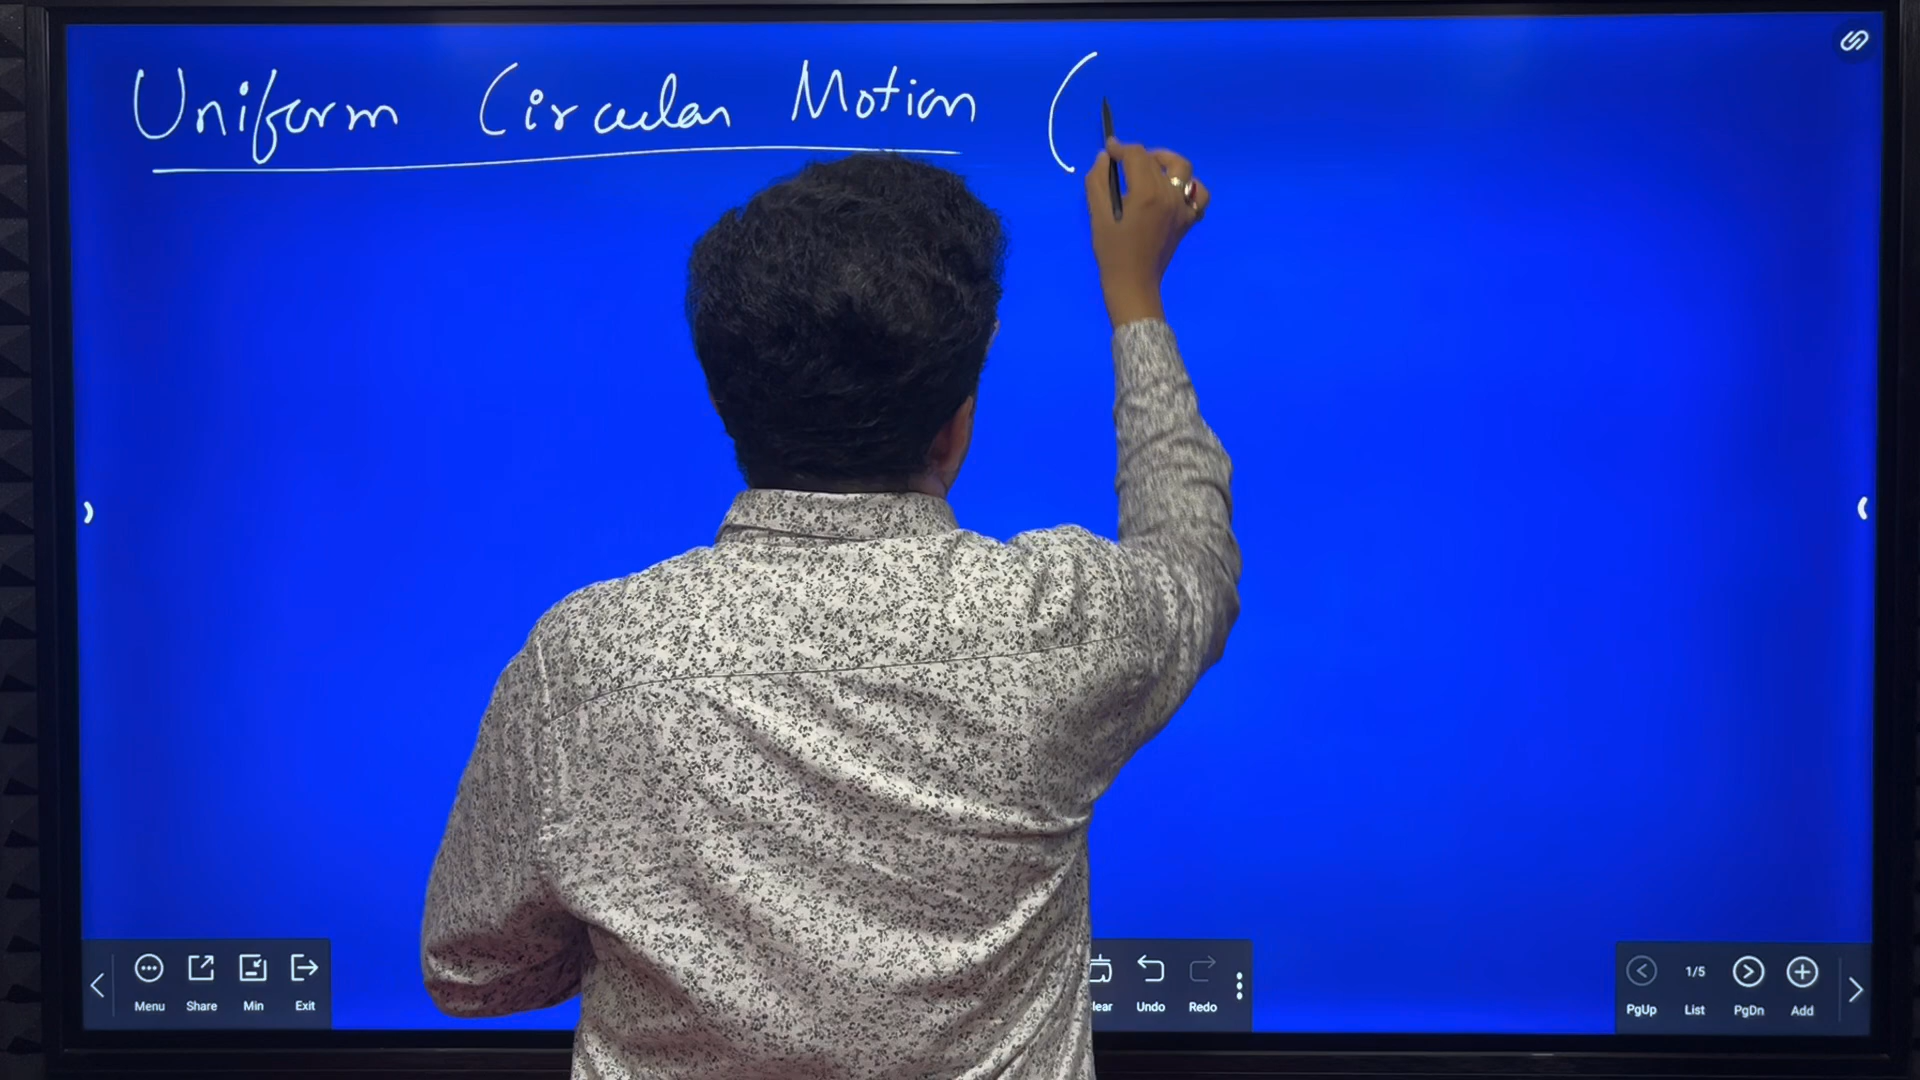 Uniform Circular Motion (
Menu Share Min Exit
lear Undo Redo
1/5
PgUp List PgDn Add